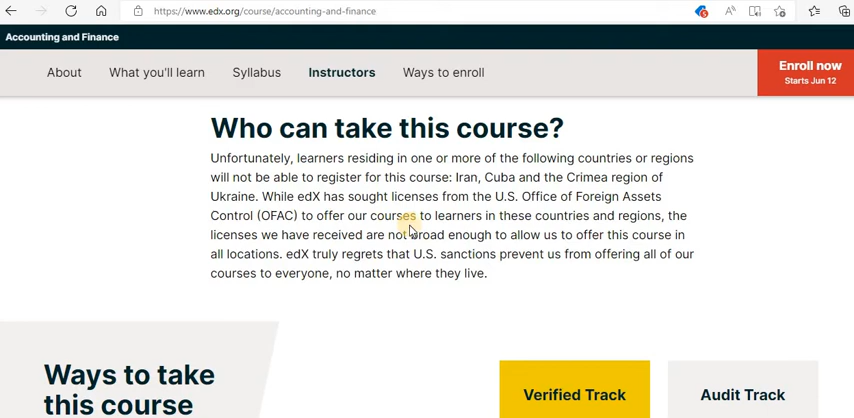 https://www.edx.org/course/accounting-and-finance
Accounting and Finance
About What you'll learn Syllabus Instructors Ways to enroll
Enroll now
Starts Jun 12
Who can take this course?
Unfortunately, learners residing in one or more of the following countries or regions
will not be able to register for this course: Iran, Cuba and the Crimea region of
Ukraine. While edX has sought licenses from the U.S. Office of Foreign Assets
Control (OFAC) to offer our courses to learners in these countries and regions, the
licenses we have received are not broad enough to allow us to offer this course in
all locations. edX truly regrets that U.S. sanctions prevent us from offering all of our
courses to everyone, no matter where they live.
Ways to take
this course
Verified Track
Audit Track